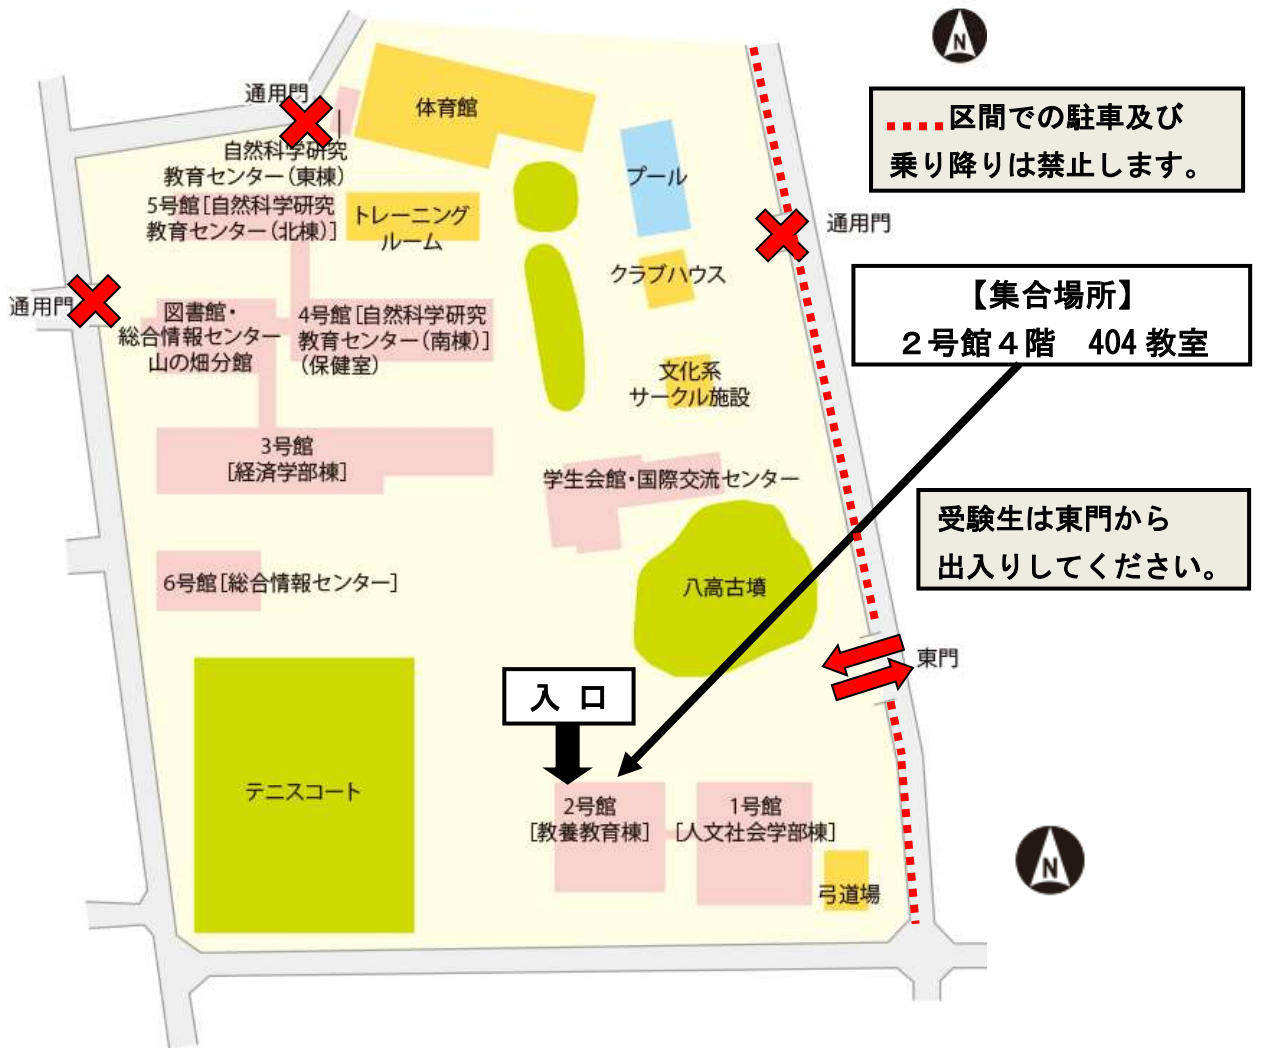 N
通用門
体育館
・・・・・区間での駐車及び
乗り降りは禁止します。
自然科学研究
教育センター(東棟)
プール
5号館[自然科学研究
教育センター(北棟)]
トレーニング
ルーム
通用門
クラブハウス
【集合場所】
2号館4階 404教室
通用門
図書館・
総合情報センター
山の畑分館
4号館[自然科学研究
教育センター(南棟)]
(保健室)
文化系
サークル施設
3号館
[経済学部棟]
学生会館・国際交流センター
受験生は東門から
出入りしてください。
6号館[総合情報センター]
八高古墳
東門
入 口
テニスコート
2号館
[教養教育棟]
1号館
[人文社会学部棟]
弓道場
N